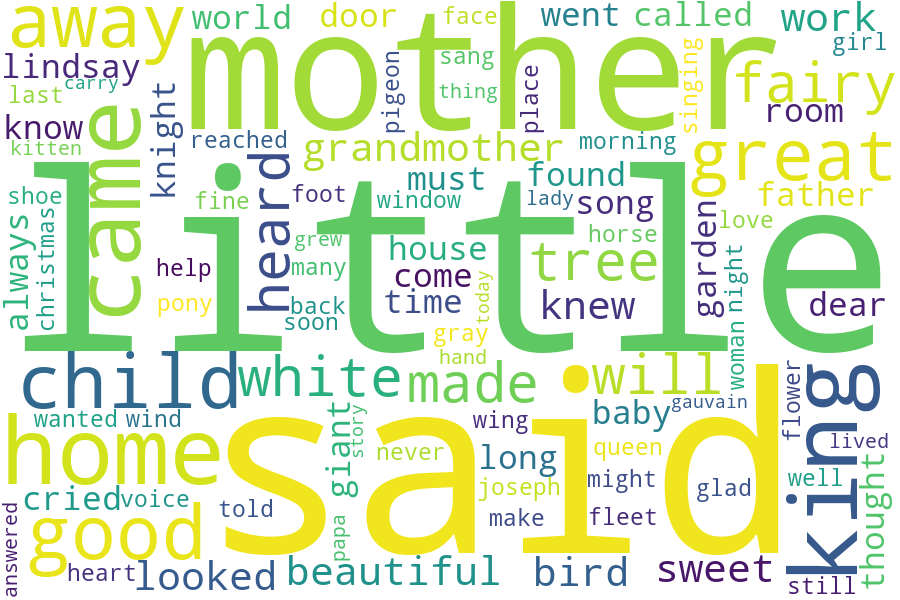 away
world
door
face
went
called
work
mother
girl
lindsay
carry
sang
fairy
last
thing
pigeon
place
singing
room
know
came
knight
reached
grandmother
morning
great
kitten
heard
must
found
father
shoe
fine
foot
window
lady
song
love
always
christmas
little
grew
house
horse
garden
tree
help
many
come
today
night
pony
back
time
knew
dear
soon
gray
woman
hand
child
white
made
will
king
flower
wanted
wind
giant
story
wing
baby
gauvain
lived
home
said
never
long
queen
cried
voice
joseph
might
glad
well
thought
good
told
make
fleet
answered
papa
heart
looked
beautiful
bird
sweet
still